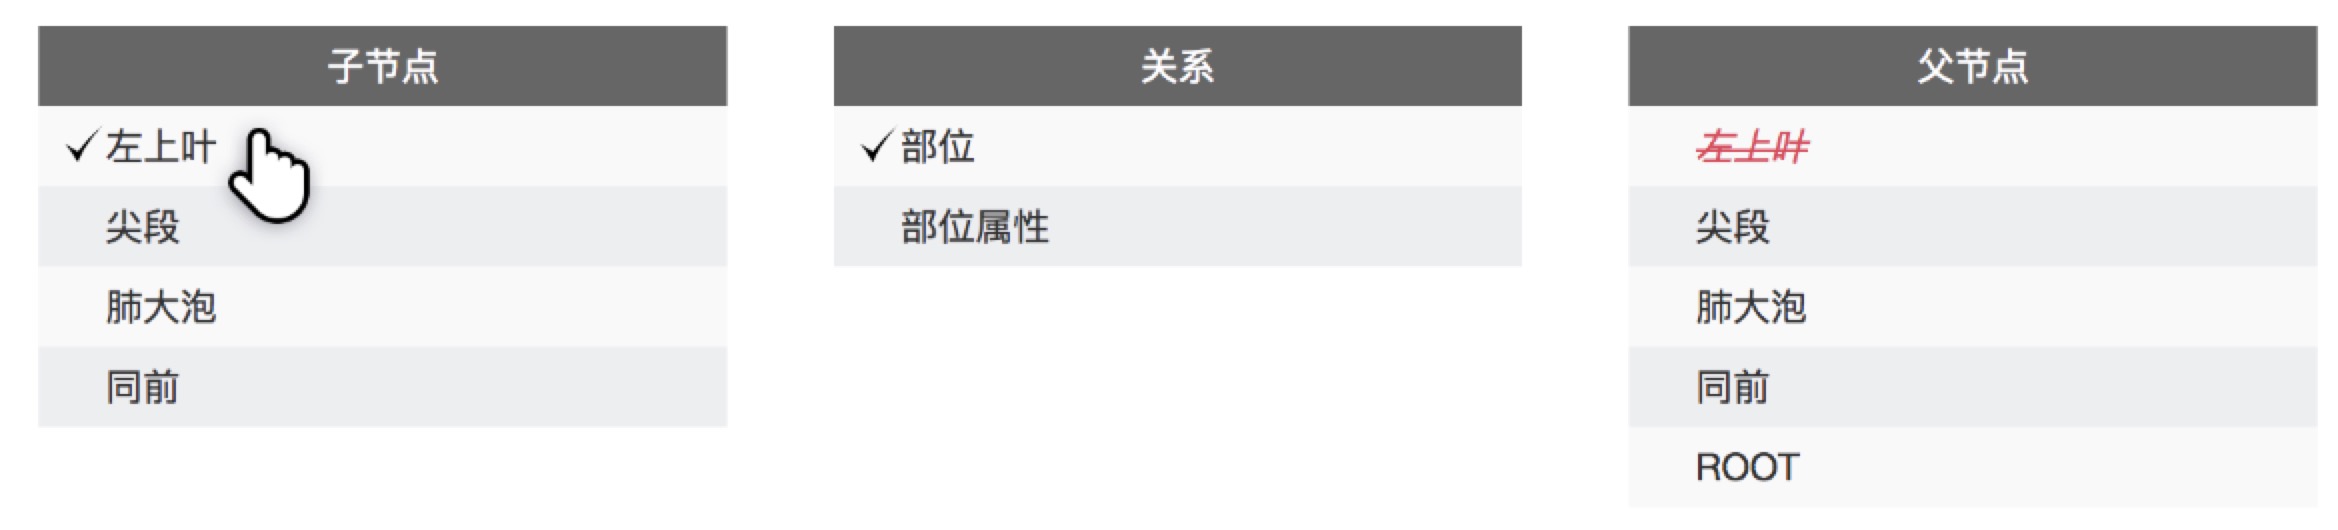 子节点 关系 父节点
✓左上叶 ✓部位 左上叶
尖段 部位属性 尖段
肺大泡 肺大泡
同前 同前
ROOT